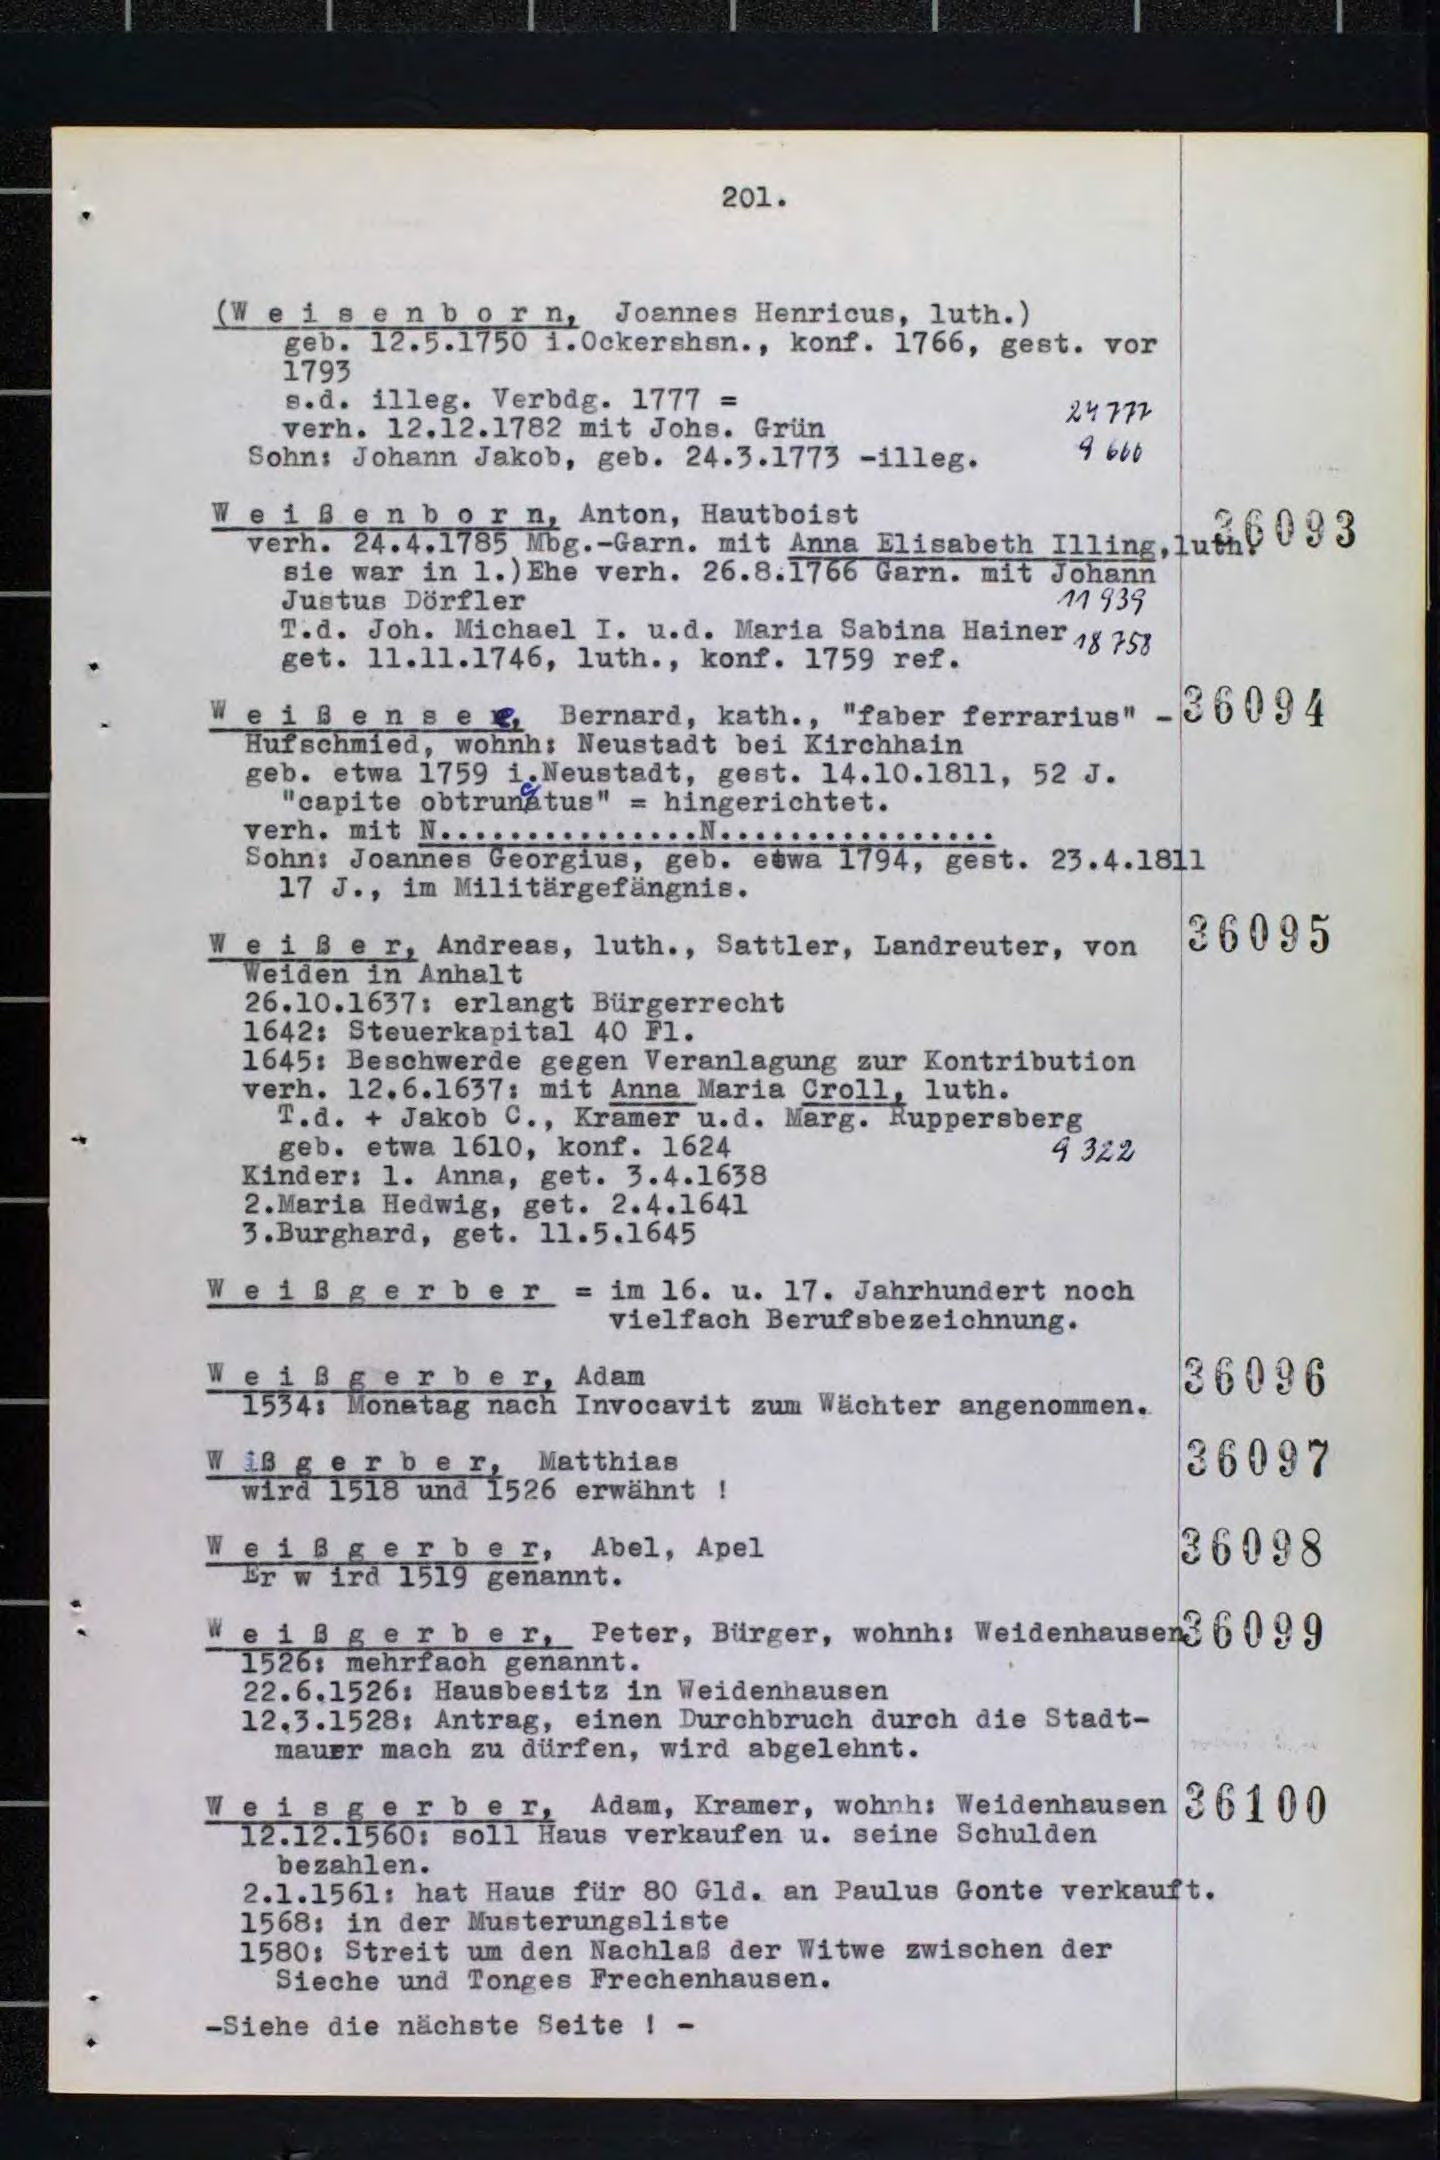 201.
(W e i s e n b o r n, Joannes Henricus, luth.)
geb. 12.5.1750 i.Ockershsn., konf. 1766, gest. vor
1793
s.d. illeg. Verbdg. 1777 =
24777
verh. 12.12.1782 mit Johs. Grün
Sohn: Johann Jakob, geb. 24.3.1773 -illeg.
9 600
W e i ß e n b o r n, Anton, Hautboist
36093
verh. 24.4.1785 Mbg.-Garn. mit Anna Elisabeth Illing,luth.
sie war in 1.)Ehe verh. 26.8.1766 Garn. mit Johann
Justus Dörfler
11 939
T.d. Joh. Michael I. u.d. Maria Sabina Hainer
18 758
get. 11.11.1746, luth., konf. 1759 ref.
W e i ß e n s e e, Bernard, kath., "faber ferrarius" -
36094
Hufschmied, wohnh: Neustadt bei Kirchhain
geb. etwa 1759 i.Neustadt, gest. 14.10.1811, 52 J.
"capite obtruncatus" = hingerichtet.
verh. mit N...............N................
Sohn: Joannes Georgius, geb. etwa 1794, gest. 23.4.1811
17 J., im Militärgefängnis.
W e i ß e r, Andreas, luth., Sattler, Landreuter, von
36095
Weiden in Anhalt
26.10.1637: erlangt Bürgerrecht
1642: Steuerkapital 40 Fl.
1645: Beschwerde gegen Veranlagung zur Kontribution
verh. 12.6.1637: mit Anna Maria Croll, luth.
T.d. + Jakob C., Kramer u.d. Marg. Ruppersberg
geb. etwa 1610, konf. 1624
9 322
Kinder: 1. Anna, get. 3.4.1638
2.Maria Hedwig, get. 2.4.1641
3.Burghard, get. 11.5.1645
W e i ß g e r b e r = im 16. u. 17. Jahrhundert noch
vielfach Berufsbezeichnung.
W e i ß g e r b e r, Adam
36096
1534: Monatag nach Invocavit zum Wächter angenommen.
W iß g e r b e r, Matthias
36097
wird 1518 und 1526 erwähnt !
W e i ß g e r b e r, Abel, Apel
36098
Er w ird 1519 genannt.
W e i ß g e r b e r, Peter, Bürger, wohnh: Weidenhausen
36099
1526: mehrfach genannt.
22.6.1526: Hausbesitz in Weidenhausen
12.3.1528: Antrag, einen Durchbruch durch die Stadt-
mauer mach zu dürfen, wird abgelehnt.
W e i s g e r b e r, Adam, Kramer, wohnh: Weidenhausen
36100
12.12.1560: soll Haus verkaufen u. seine Schulden
bezahlen.
2.1.1561: hat Haus für 80 Gld. an Paulus Gonte verkauft.
1568: in der Musterungsliste
1580: Streit um den Nachlaß der Witwe zwischen der
Sieche und Tonges Frechenhausen.
-Siehe die nächste Seite ! -